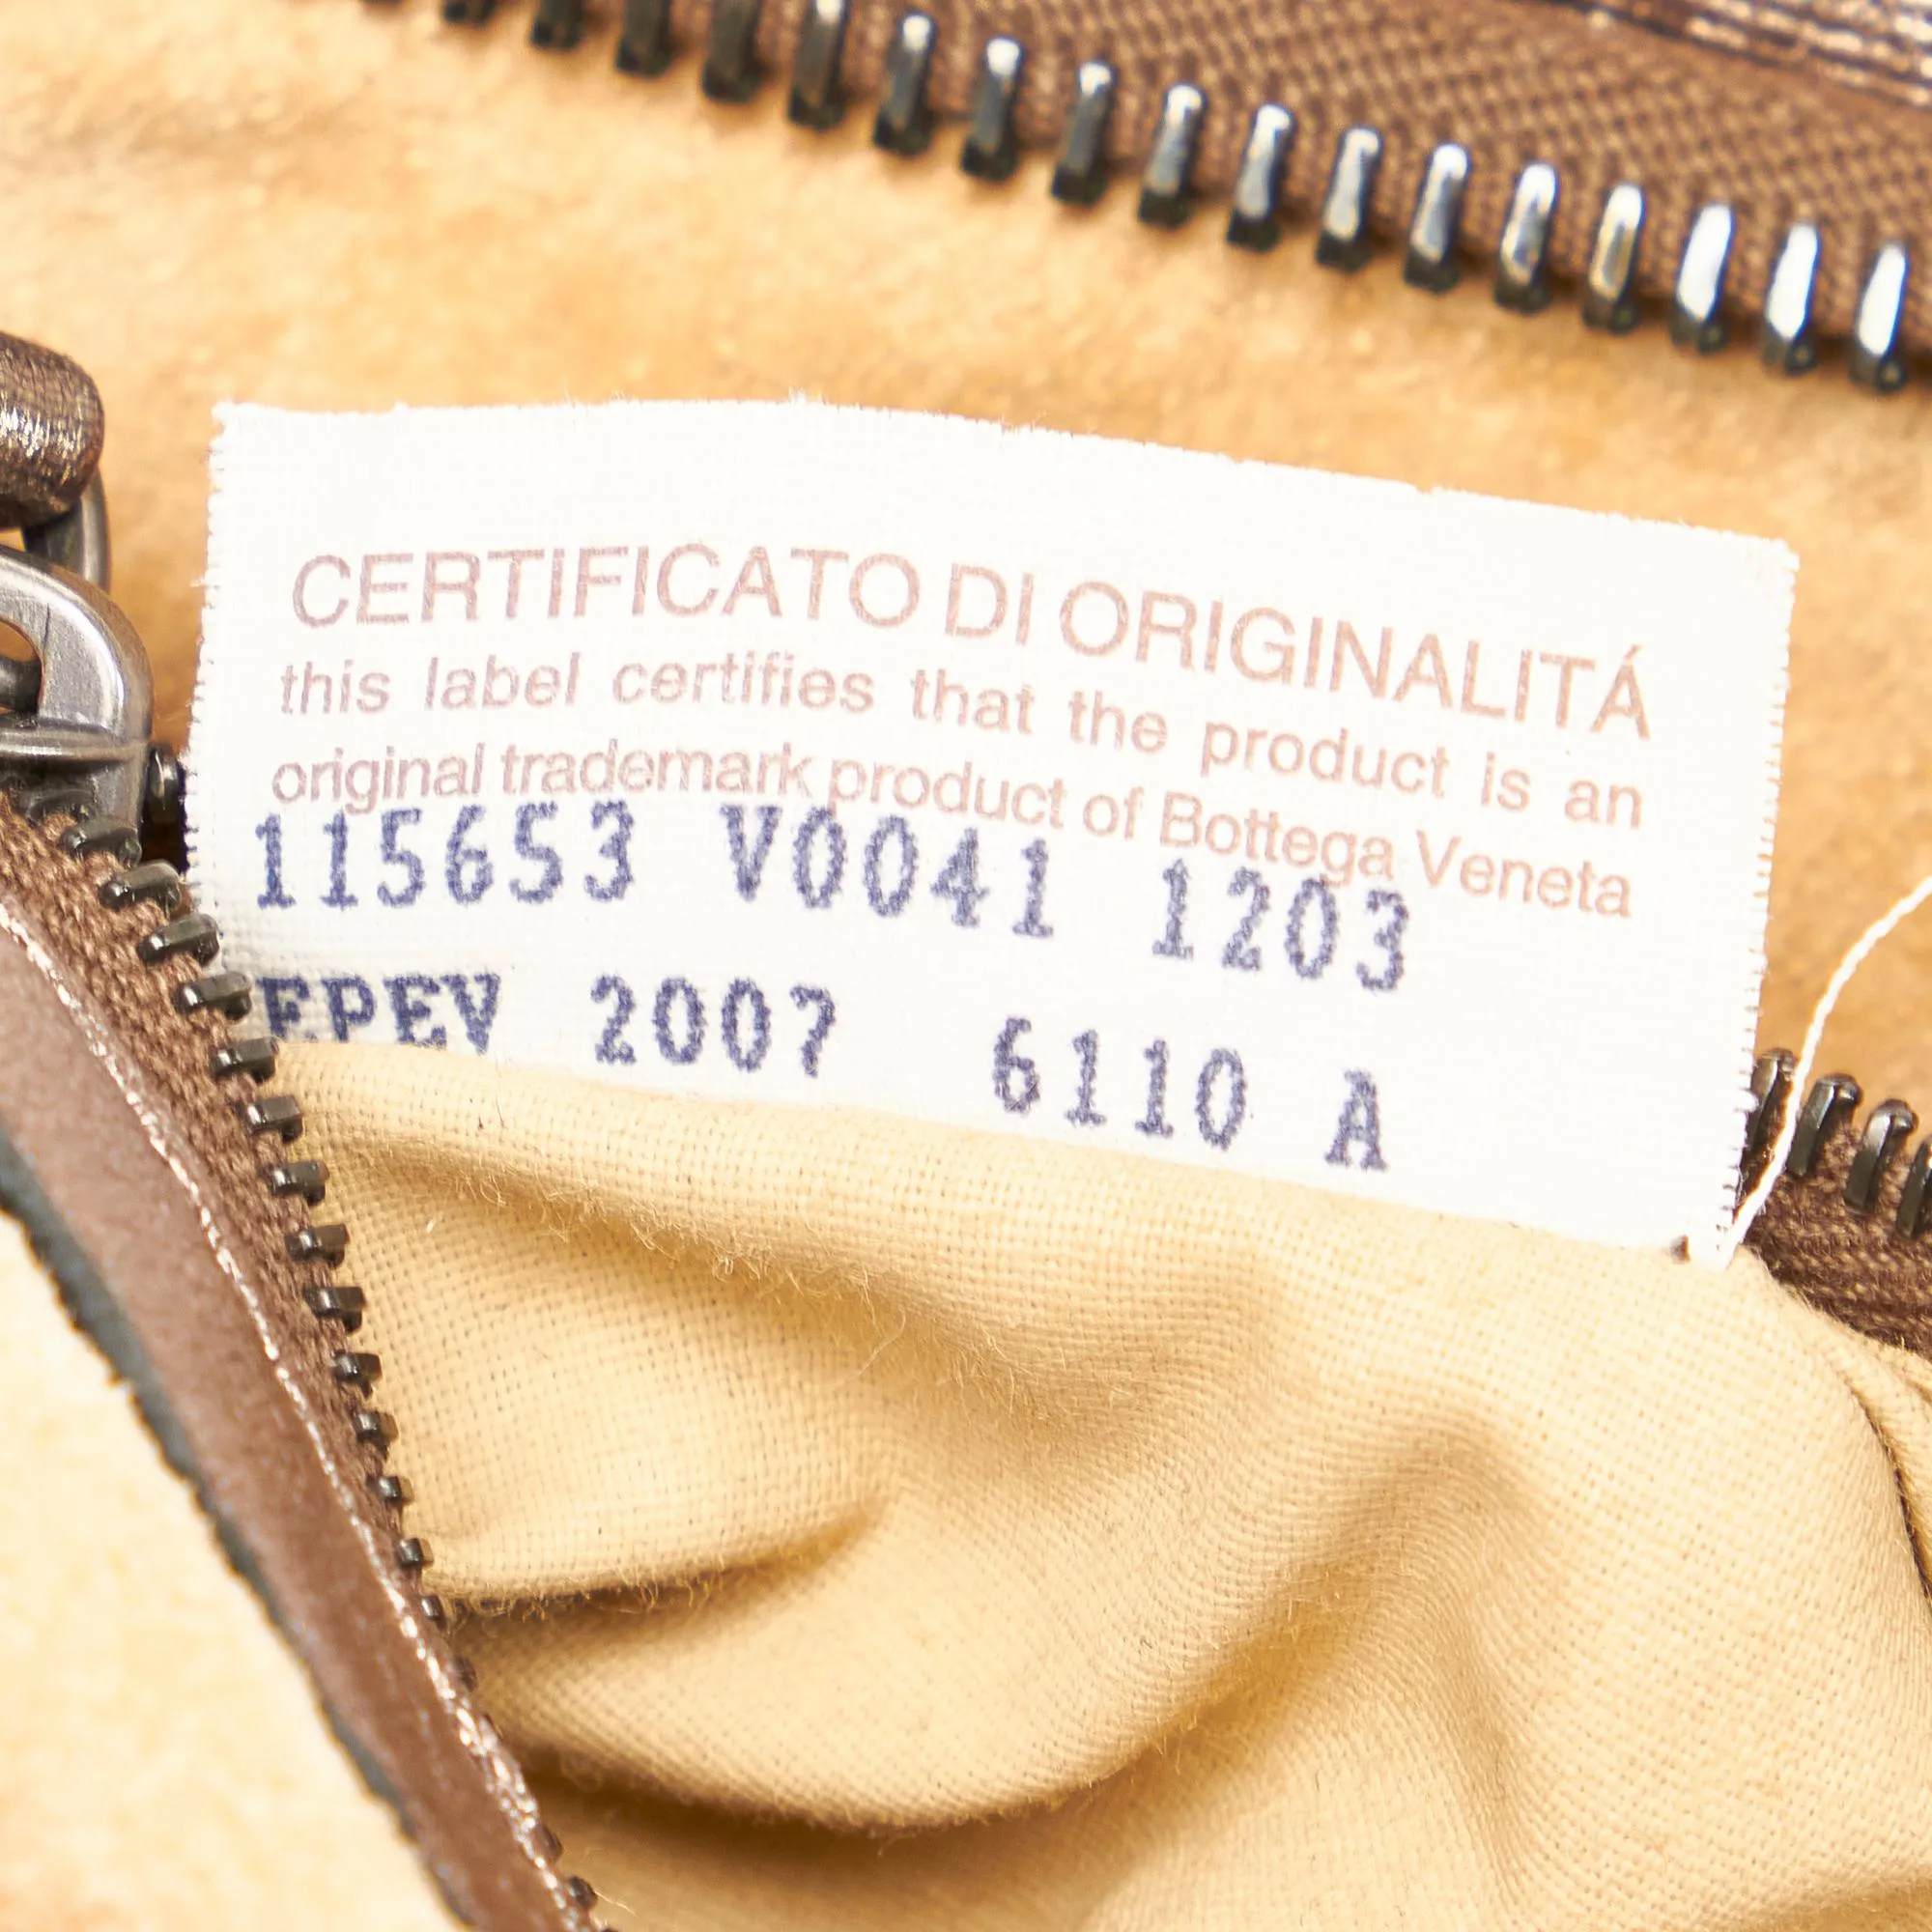 CERTIFICATO DI ORIGINALITÁ
this label certifies that the product is an
original trademark product of Bottega Veneta
115653 V0041 1203
EPEV 2007 6110 A